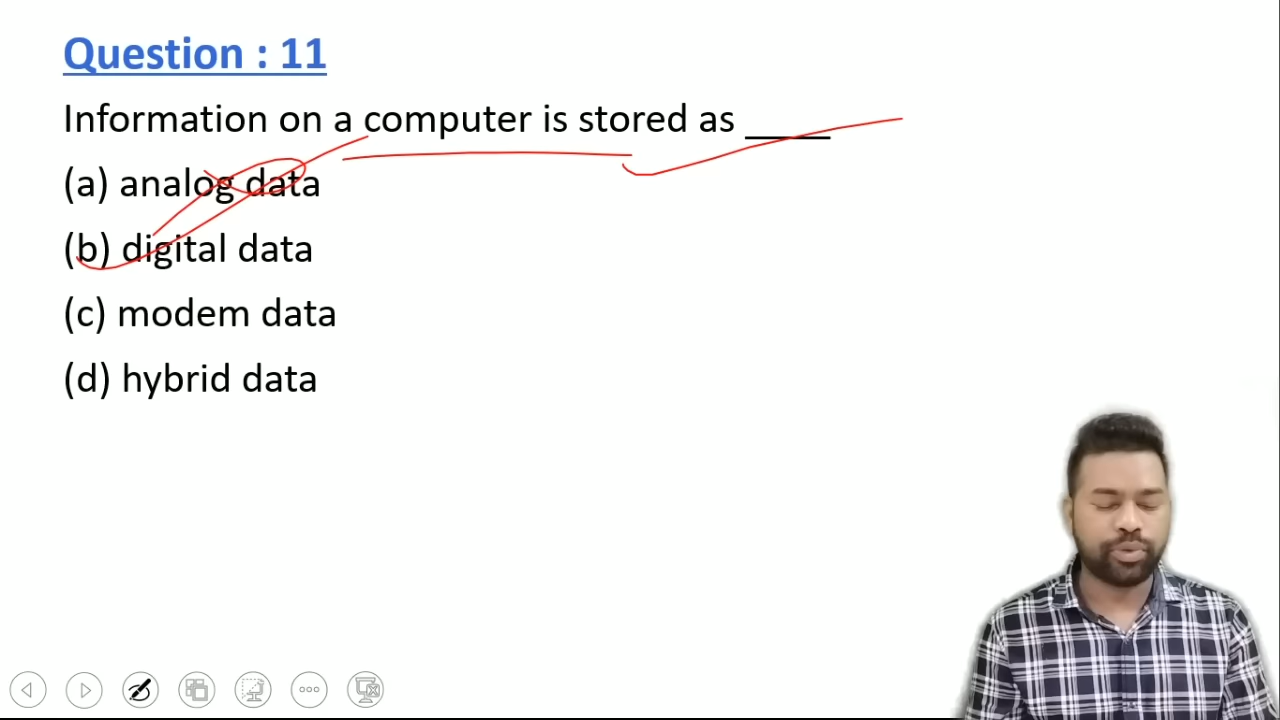 Question : 11
Information on a computer is stored as _____
(a) analog data
(b) digital data
(c) modem data
(d) hybrid data